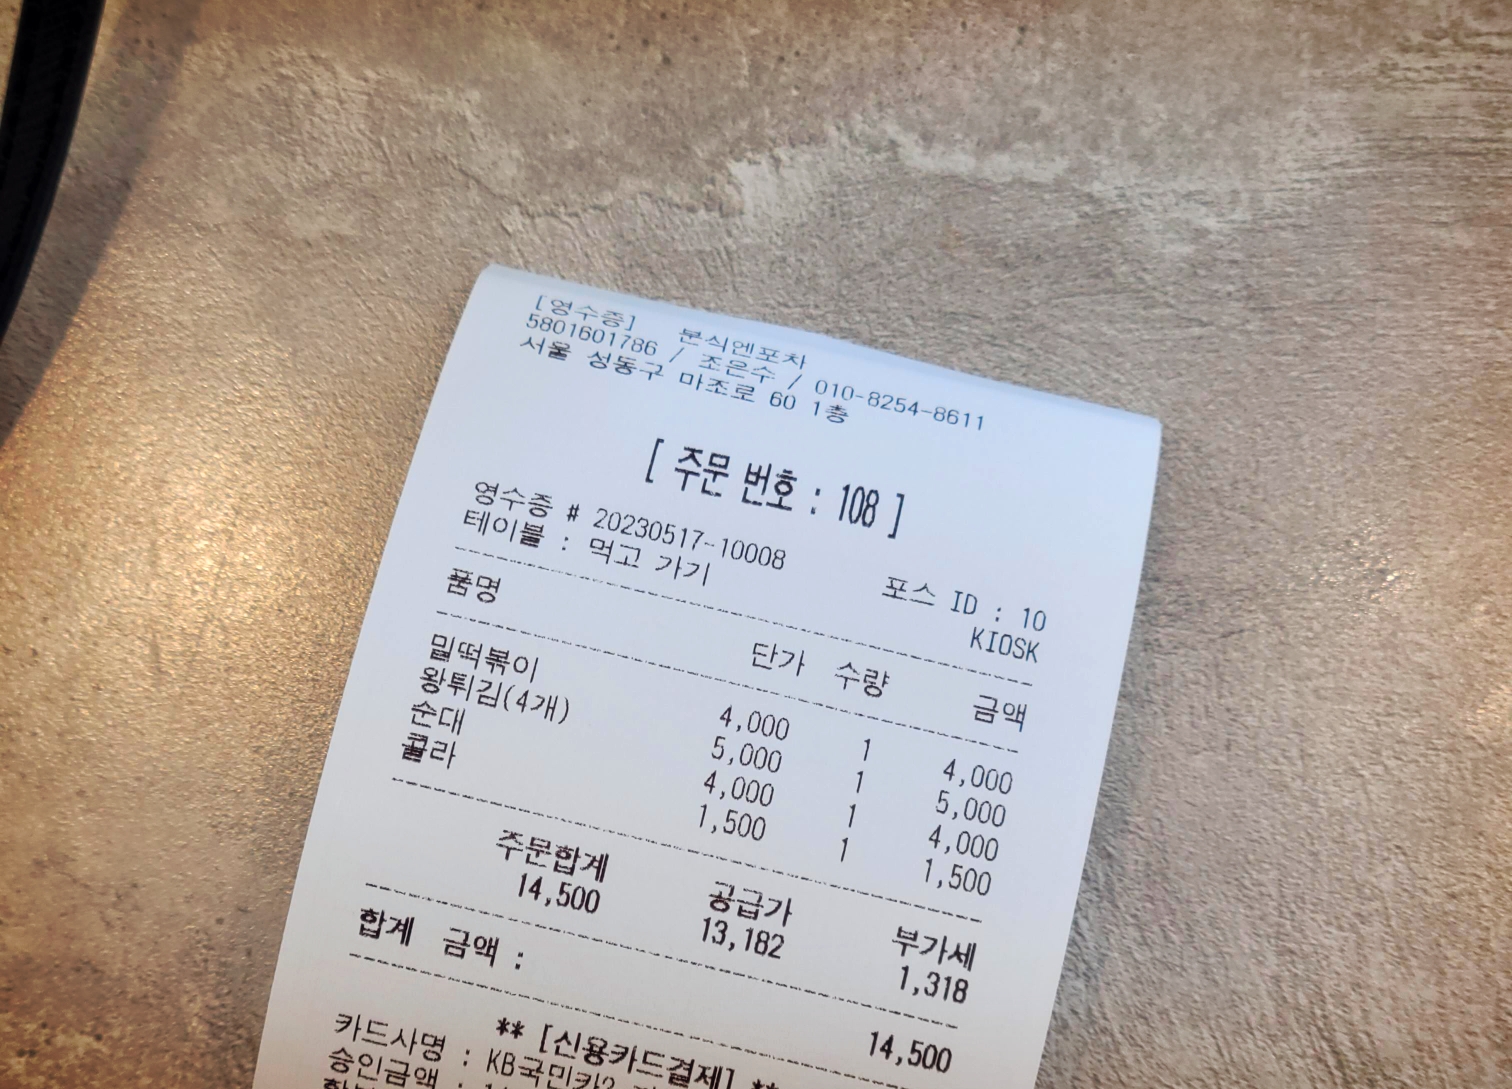 [영수증] 분식엔포차
5801601786 / 조은수 / 010-8254-8611
서울 성동구 마조로 60 1층
[ 주문 번호 : 108 ]
영수증 # 20230517-10008 포스 ID : 10
테이블 : 먹고 가기 KIOSK
품명 단가 수량 금액
밀떡볶이 4,000 1 4,000
왕튀김(4개) 5,000 1 5,000
순대 4,000 1 4,000
콜라 1,500 1 1,500
주문합계 공급가 부가세
14,500 13,182 1,318
합계 금액 : 14,500
** [신용카드결제] **
카드사명 : KB국민카
승인금액 :